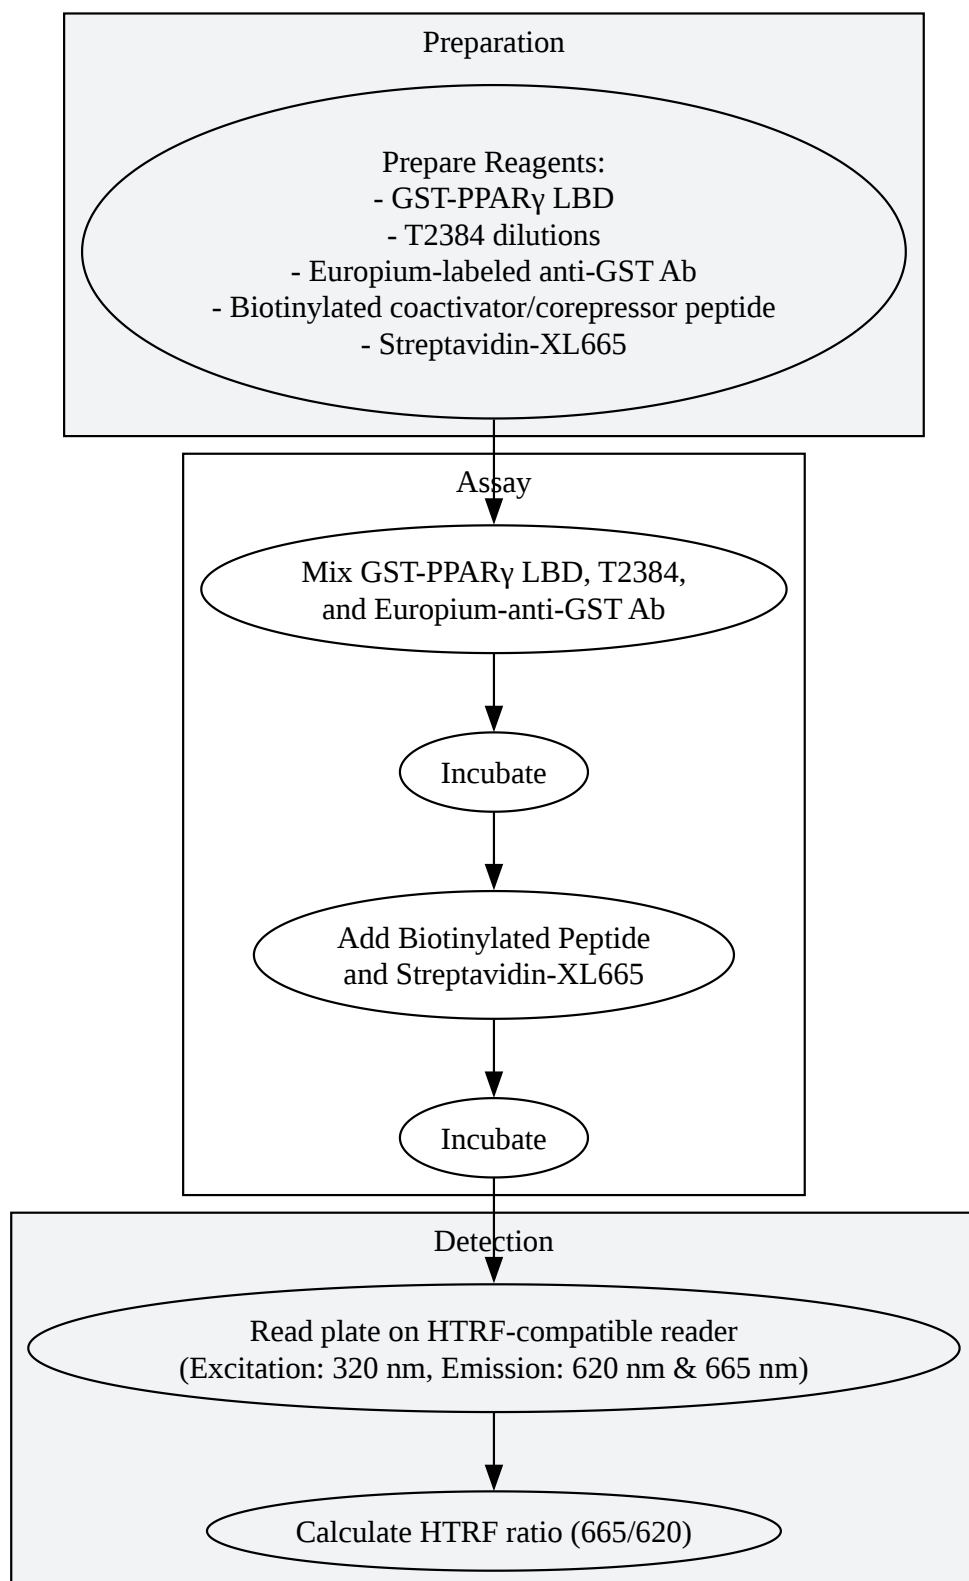 Preparation
Prepare Reagents:
- GST-PPARγ LBD
- T2384 dilutions
- Europium-labeled anti-GST Ab
- Biotinylated coactivator/corepressor peptide
- Streptavidin-XL665
Assay
Mix GST-PPARγ LBD, T2384,
and Europium-anti-GST Ab
Incubate
Add Biotinylated Peptide
and Streptavidin-XL665
Incubate
Detection
Read plate on HTRF-compatible reader
(Excitation: 320 nm, Emission: 620 nm & 665 nm)
Calculate HTRF ratio (665/620)